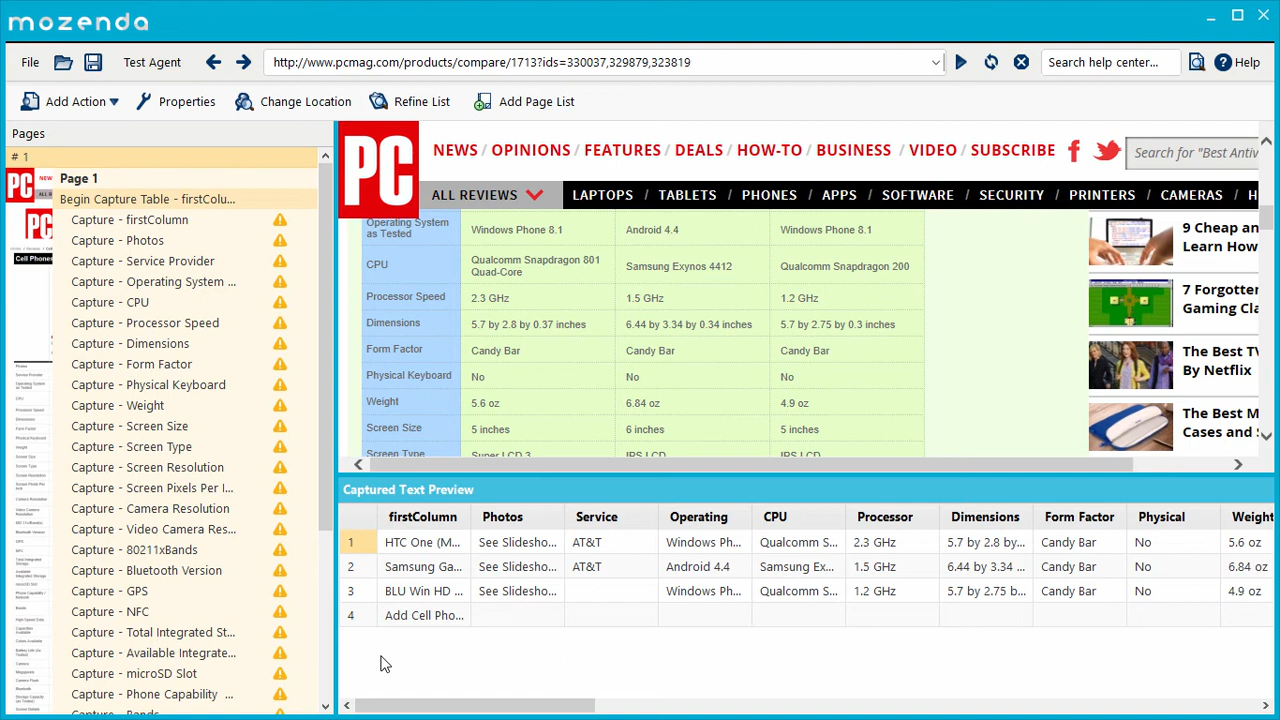 mozenda
File Test Agent http://www.pcmag.com/products/compare/1713?ids=330037,329879,323819 Search help center... Help
Add Action Properties Change Location Refine List Add Page List
Pages
# 1
Page 1
Begin Capture Table - firstColu...
Capture - firstColumn
Capture - Photos
Capture - Service Provider
Capture - Operating System ...
Capture - CPU
Capture - Processor Speed
Capture - Dimensions
Capture - Form Factor
Capture - Physical Keyboard
Capture - Weight
Capture - Screen Size
Capture - Screen Type
Capture - Screen Resolution
Capture - Screen Pixels Per I...
Capture - Camera Resolution
Capture - Video Camera Res...
Capture - 80211xBands
Capture - Bluetooth Version
Capture - GPS
Capture - NFC
Capture - Total Integrated St...
Capture - Available Integrate...
Capture - microSD Slot
Capture - Phone Capability ...
Capture - Bands
PC
NEWS / OPINIONS / FEATURES / DEALS / HOW-TO / BUSINESS / VIDEO / SUBSCRIBE
Search for "Best Antiv
ALL REVIEWS LAPTOPS / TABLETS / PHONES / APPS / SOFTWARE / SECURITY / PRINTERS / CAMERAS / H
Operating System
as Tested
Windows Phone 8.1 Android 4.4 Windows Phone 8.1
CPU
Qualcomm Snapdragon 801
Quad-Core
Samsung Exynos 4412 Qualcomm Snapdragon 200
Processor Speed 2.3 GHz 1.5 GHz 1.2 GHz
Dimensions 5.7 by 2.8 by 0.37 inches 6.44 by 3.34 by 0.34 inches 5.7 by 2.75 by 0.3 inches
Form Factor Candy Bar Candy Bar Candy Bar
Physical Keyboard No No No
Weight 5.6 oz 6.84 oz 4.9 oz
Screen Size 5 inches 6 inches 5 inches
Screen Type Super LCD 3 IPS LCD IPS LCD
9 Cheap an
Learn How
7 Forgotten
Gaming Cla
The Best TV
By Netflix
The Best M
Cases and S
Captured Text Preview
firstColumn Photos Service Operating CPU Processor Dimensions Form Factor Physical Weight
1 HTC One (M... See Slidesho... AT&T Windows Ph... Qualcomm S... 2.3 GHz 5.7 by 2.8 by... Candy Bar No 5.6 oz
2 Samsung Ga... See Slidesho... AT&T Android 4.4 Samsung Ex... 1.5 GHz 6.44 by 3.34 ... Candy Bar No 6.84 oz
3 BLU Win HD ... See Slidesho... Windows Ph... Qualcomm S... 1.2 GHz 5.7 by 2.75 b... Candy Bar No 4.9 oz
4 Add Cell Pho...